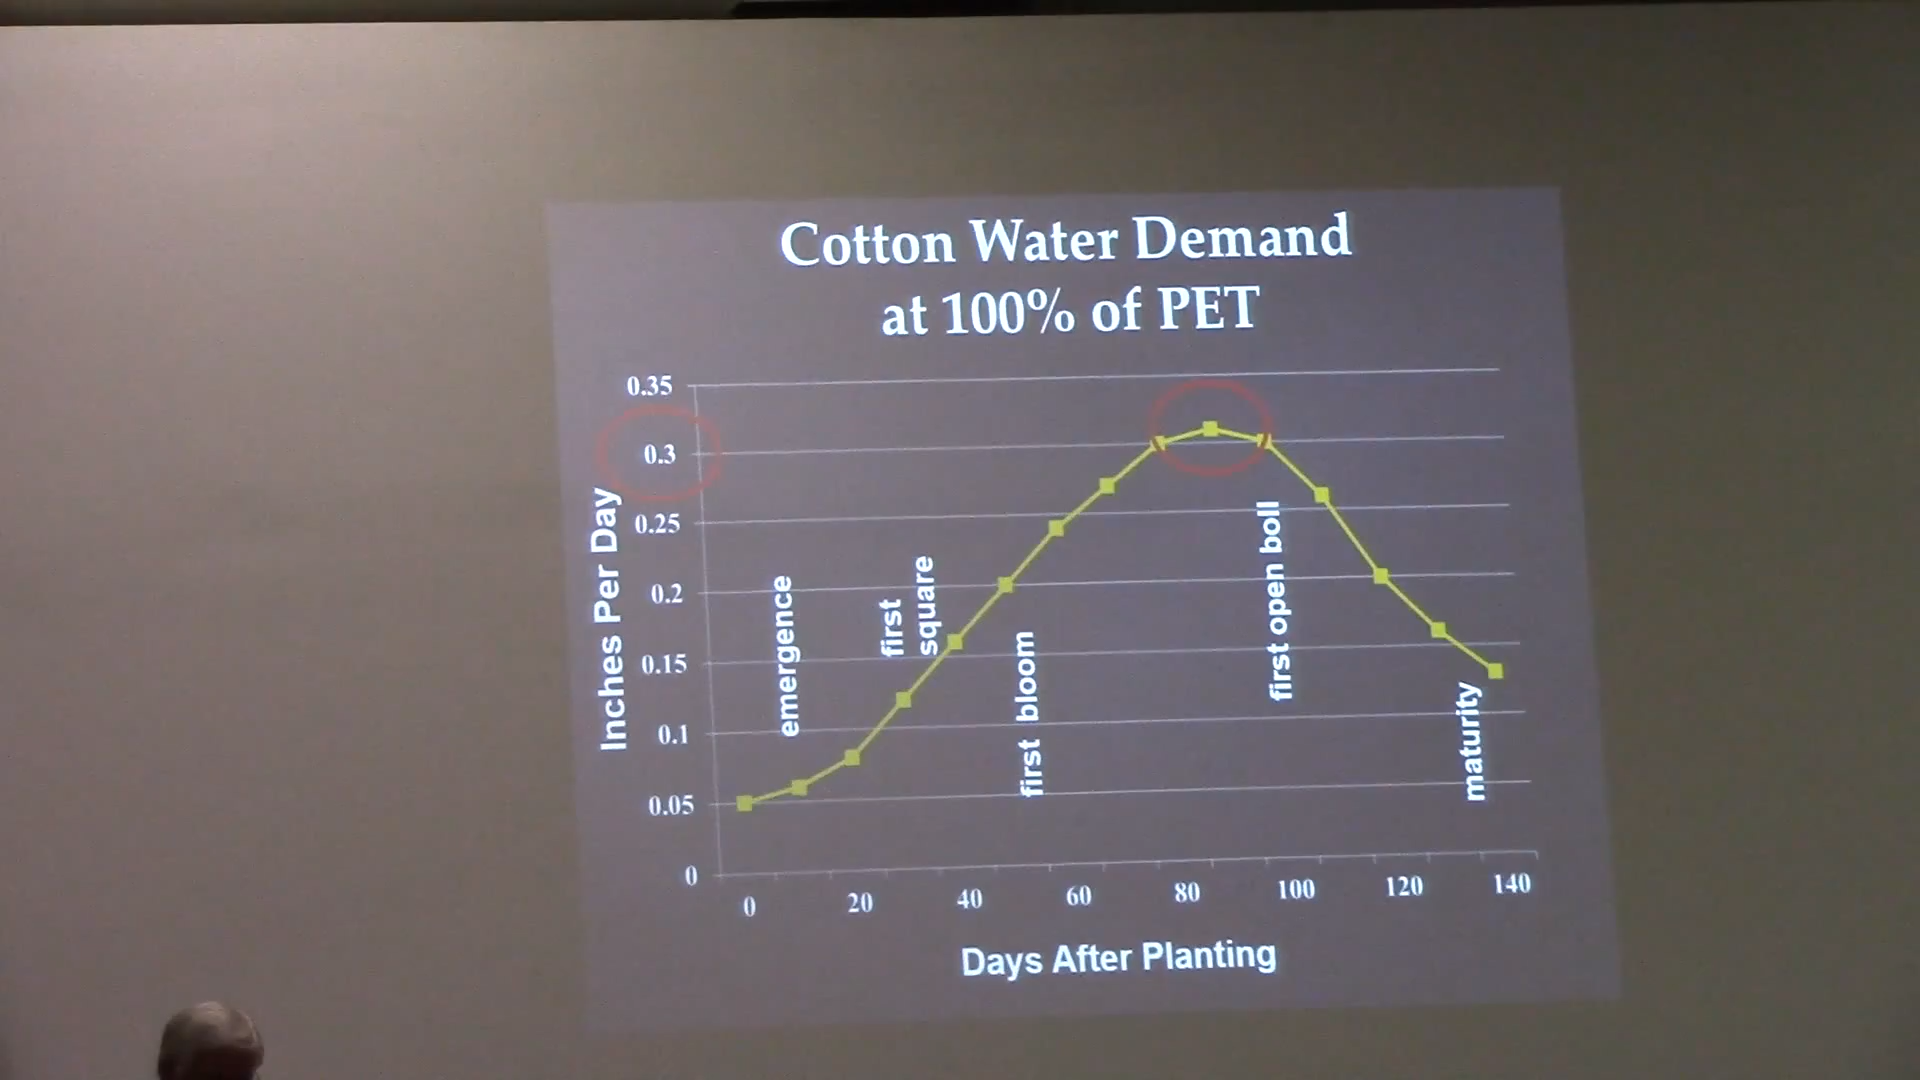 Cotton Water Demand
at 100% of PET
0.35
0.3
0.25
0.2
0.15
0.1
0.05
0
Inches Per Day
emergence
first
square
first bloom
first open boll
maturity
0 20 40 60 80 100 120 140
Days After Planting